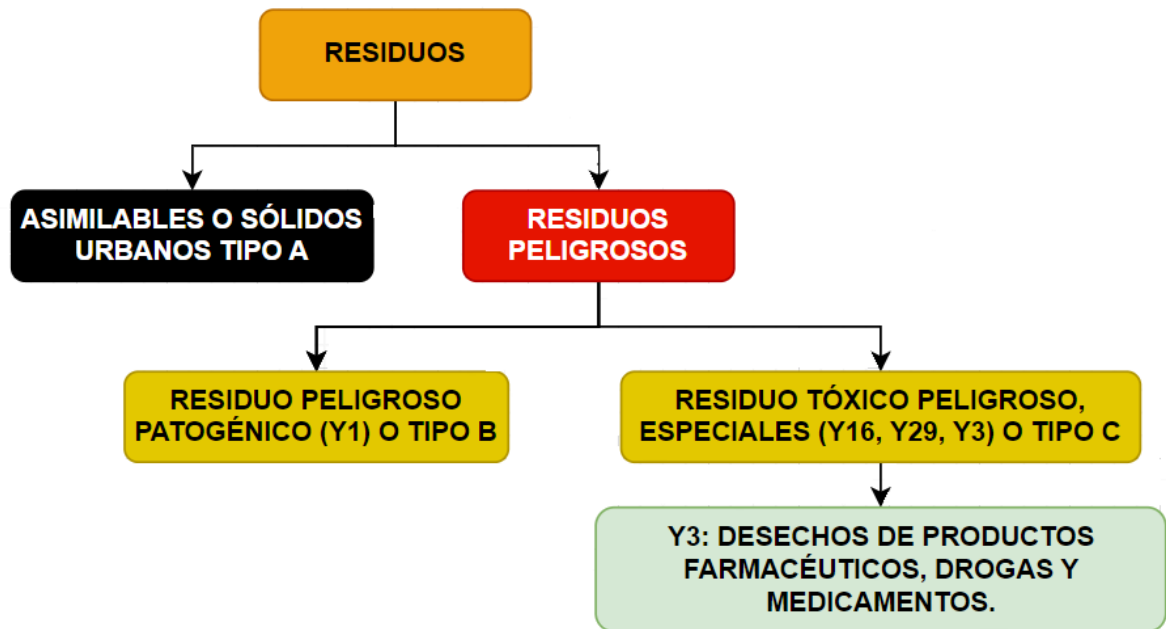 RESIDUOS
ASIMILABLES O SÓLIDOS
URBANOS TIPO A
RESIDUOS
PELIGROSOS
RESIDUO PELIGROSO
PATOGÉNICO (Y1) O TIPO B
RESIDUO TÓXICO PELIGROSO,
ESPECIALES (Y16, Y29, Y3) O TIPO C
Y3: DESECHOS DE PRODUCTOS
FARMACÉUTICOS, DROGAS Y
MEDICAMENTOS.